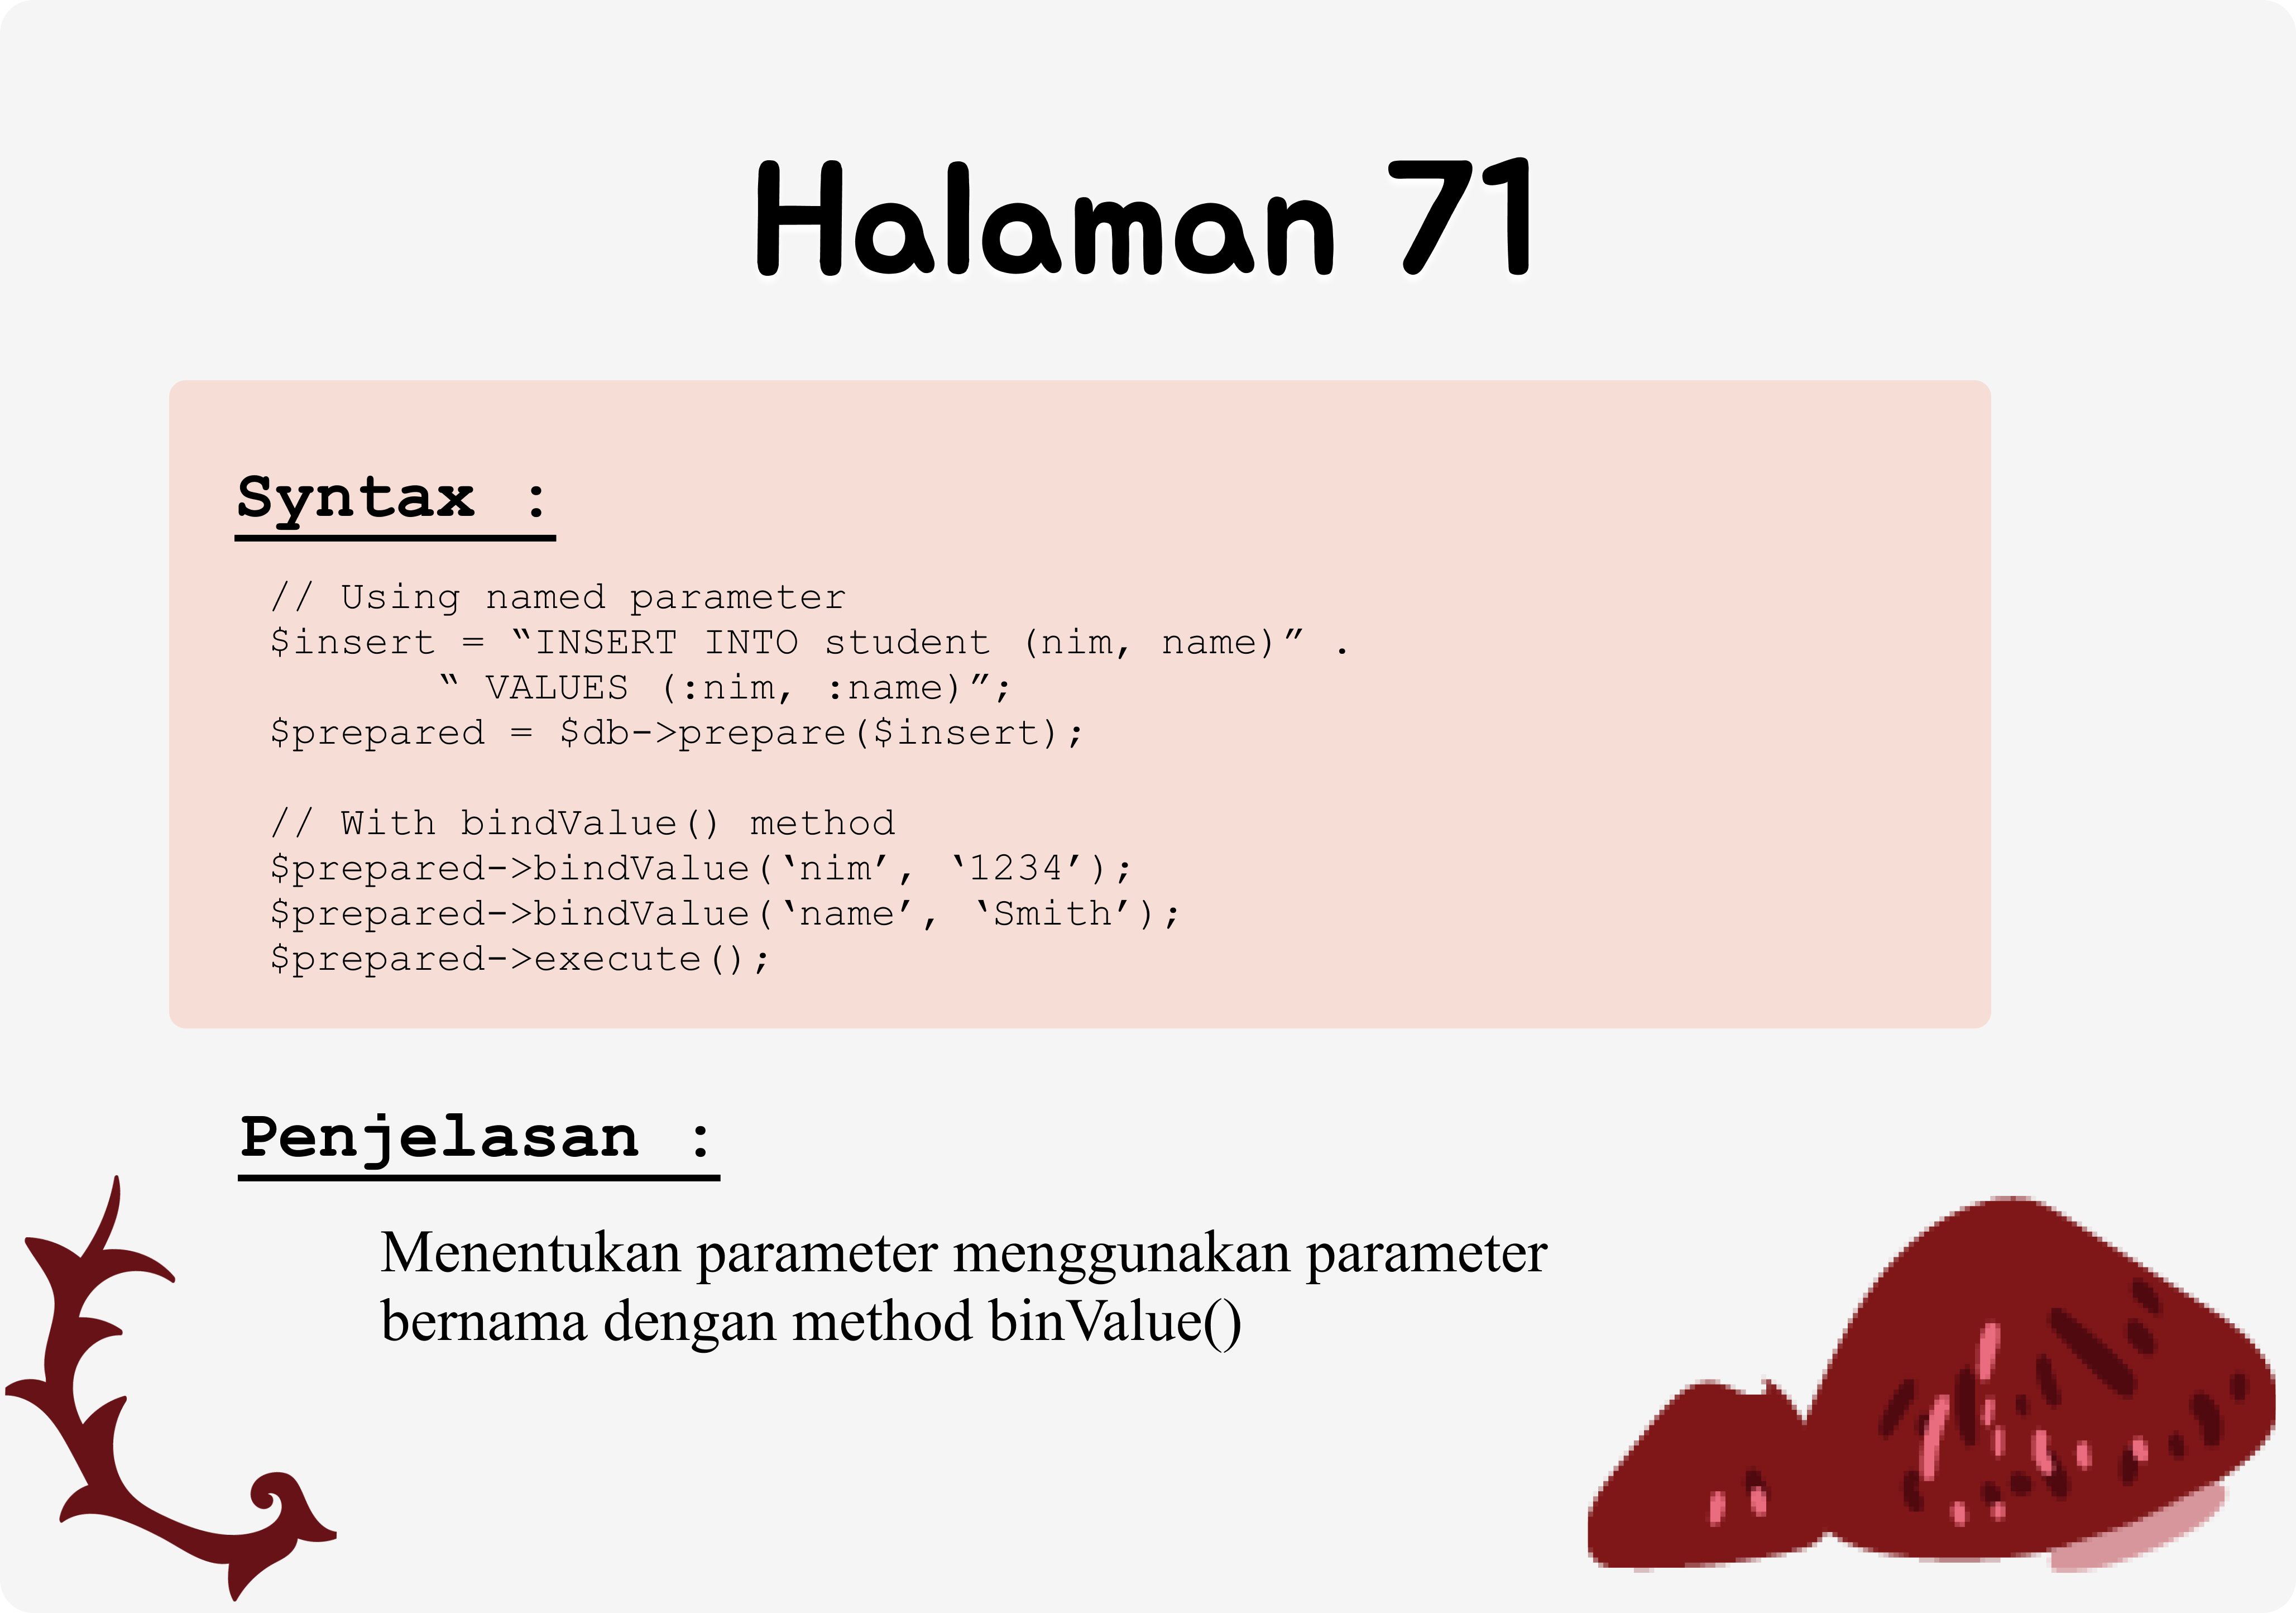 Halaman 71
Syntax :
// Using named parameter
$insert = “INSERT INTO student (nim, name)” .
“ VALUES (:nim, :name)”;
$prepared = $db->prepare($insert);
// With bindValue() method
$prepared->bindValue(‘nim’, ‘1234’);
$prepared->bindValue(‘name’, ‘Smith’);
$prepared->execute();
Penjelasan :
Menentukan parameter menggunakan parameter
bernama dengan method binValue()